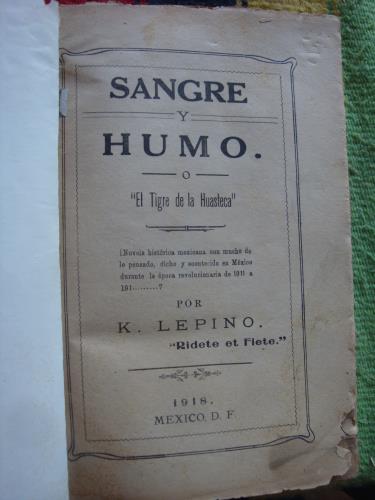 SANGRE
Y
HUMO.
O
"El Tigre de la Huasteca"
(Novela histórica mexicana con mucho de
lo pensado, dicho y acontecido en México
durante la época revolucionaria de 1911 a
191.........?
POR
K. LEPINO.
"Ridete et Flete."
1918.
MEXICO, D. F.